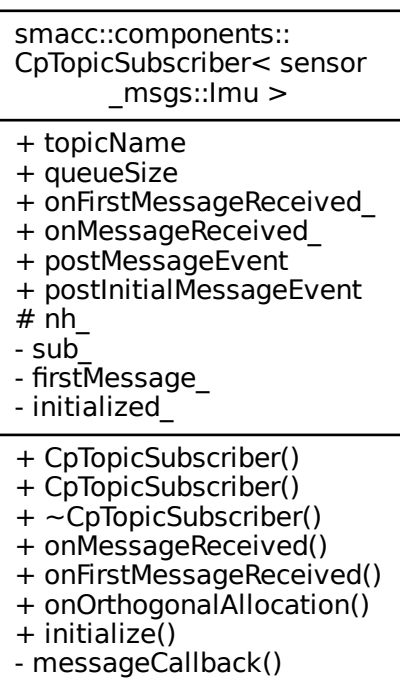 smacc::components::
CpTopicSubscriber< sensor
_msgs::Imu >
+ topicName
+ queueSize
+ onFirstMessageReceived_
+ onMessageReceived_
+ postMessageEvent
+ postInitialMessageEvent
# nh_
- sub_
- firstMessage_
- initialized_
+ CpTopicSubscriber()
+ CpTopicSubscriber()
+ ~CpTopicSubscriber()
+ onMessageReceived()
+ onFirstMessageReceived()
+ onOrthogonalAllocation()
+ initialize()
- messageCallback()